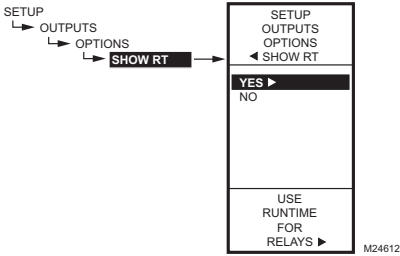 SETUP
OUTPUTS
OPTIONS
SHOW RT
SETUP
OUTPUTS
OPTIONS
◄ SHOW RT
YES ►
NO
USE
RUNTIME
FOR
RELAYS ►
M24612